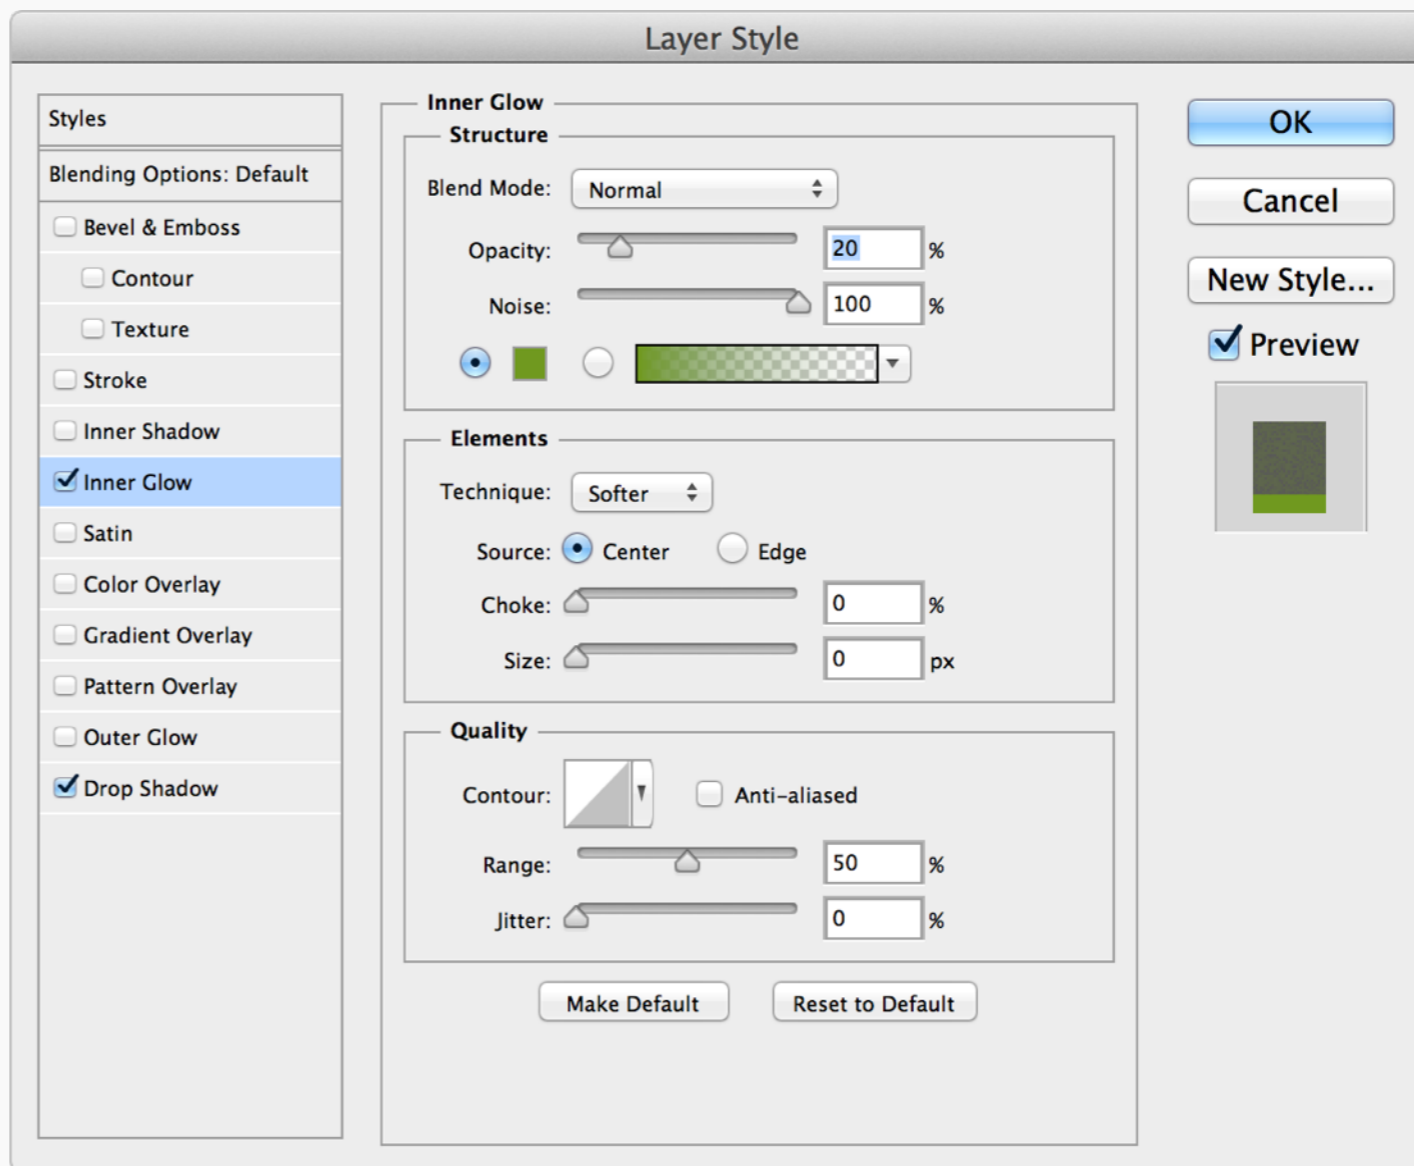 Layer Style
Styles
Blending Options: Default
Bevel & Emboss
Contour
Texture
Stroke
Inner Shadow
Inner Glow
Satin
Color Overlay
Gradient Overlay
Pattern Overlay
Outer Glow
Drop Shadow
Inner Glow
Structure
Blend Mode: Normal
Opacity: 20 %
Noise: 100 %
Elements
Technique: Softer
Source: Center Edge
Choke: 0 %
Size: 0 px
Quality
Contour: Anti-aliased
Range: 50 %
Jitter: 0 %
Make Default Reset to Default
OK
Cancel
New Style...
Preview